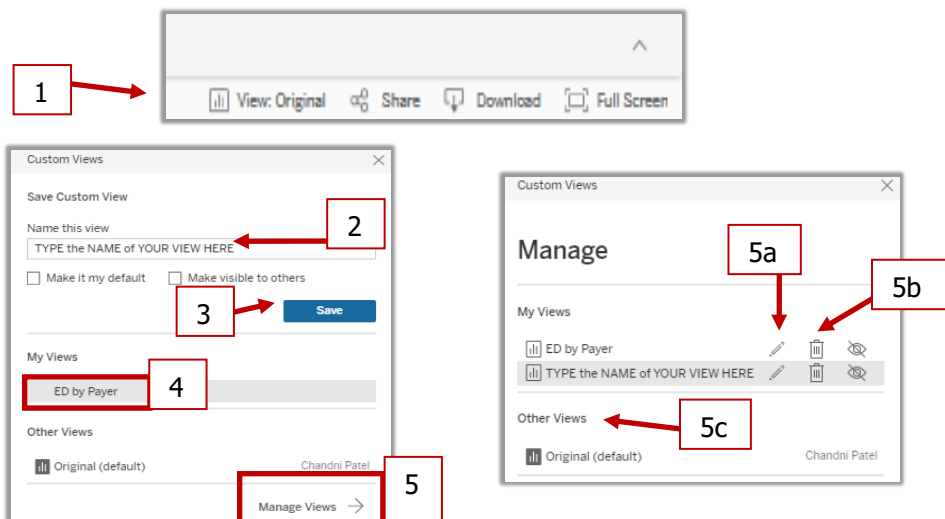 1
View: Original Share Download Full Screen
Custom Views
Save Custom View
Name this view
2
TYPE the NAME of YOUR VIEW HERE
Make it my default Make visible to others
3
Save
My Views
ED by Payer
4
Other Views
Original (default) Chandni Patel
5
Manage Views
Custom Views
Manage
5a
5b
My Views
ED by Payer
TYPE the NAME of YOUR VIEW HERE
Other Views
5c
Original (default) Chandni Patel